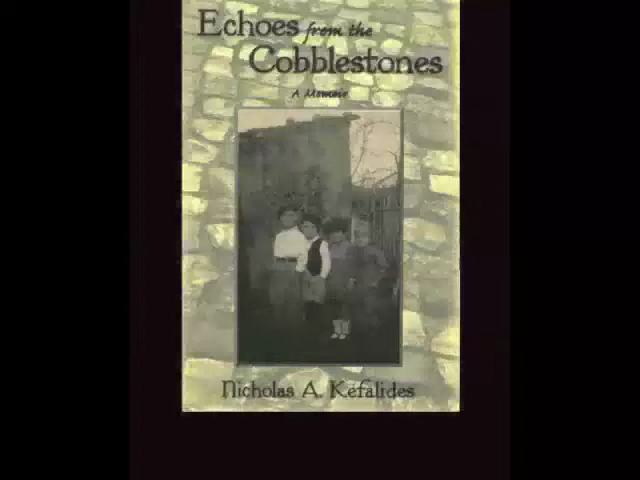 Echoes from the
Cobblestones
A Memoir
Nicholas A. Kefalides